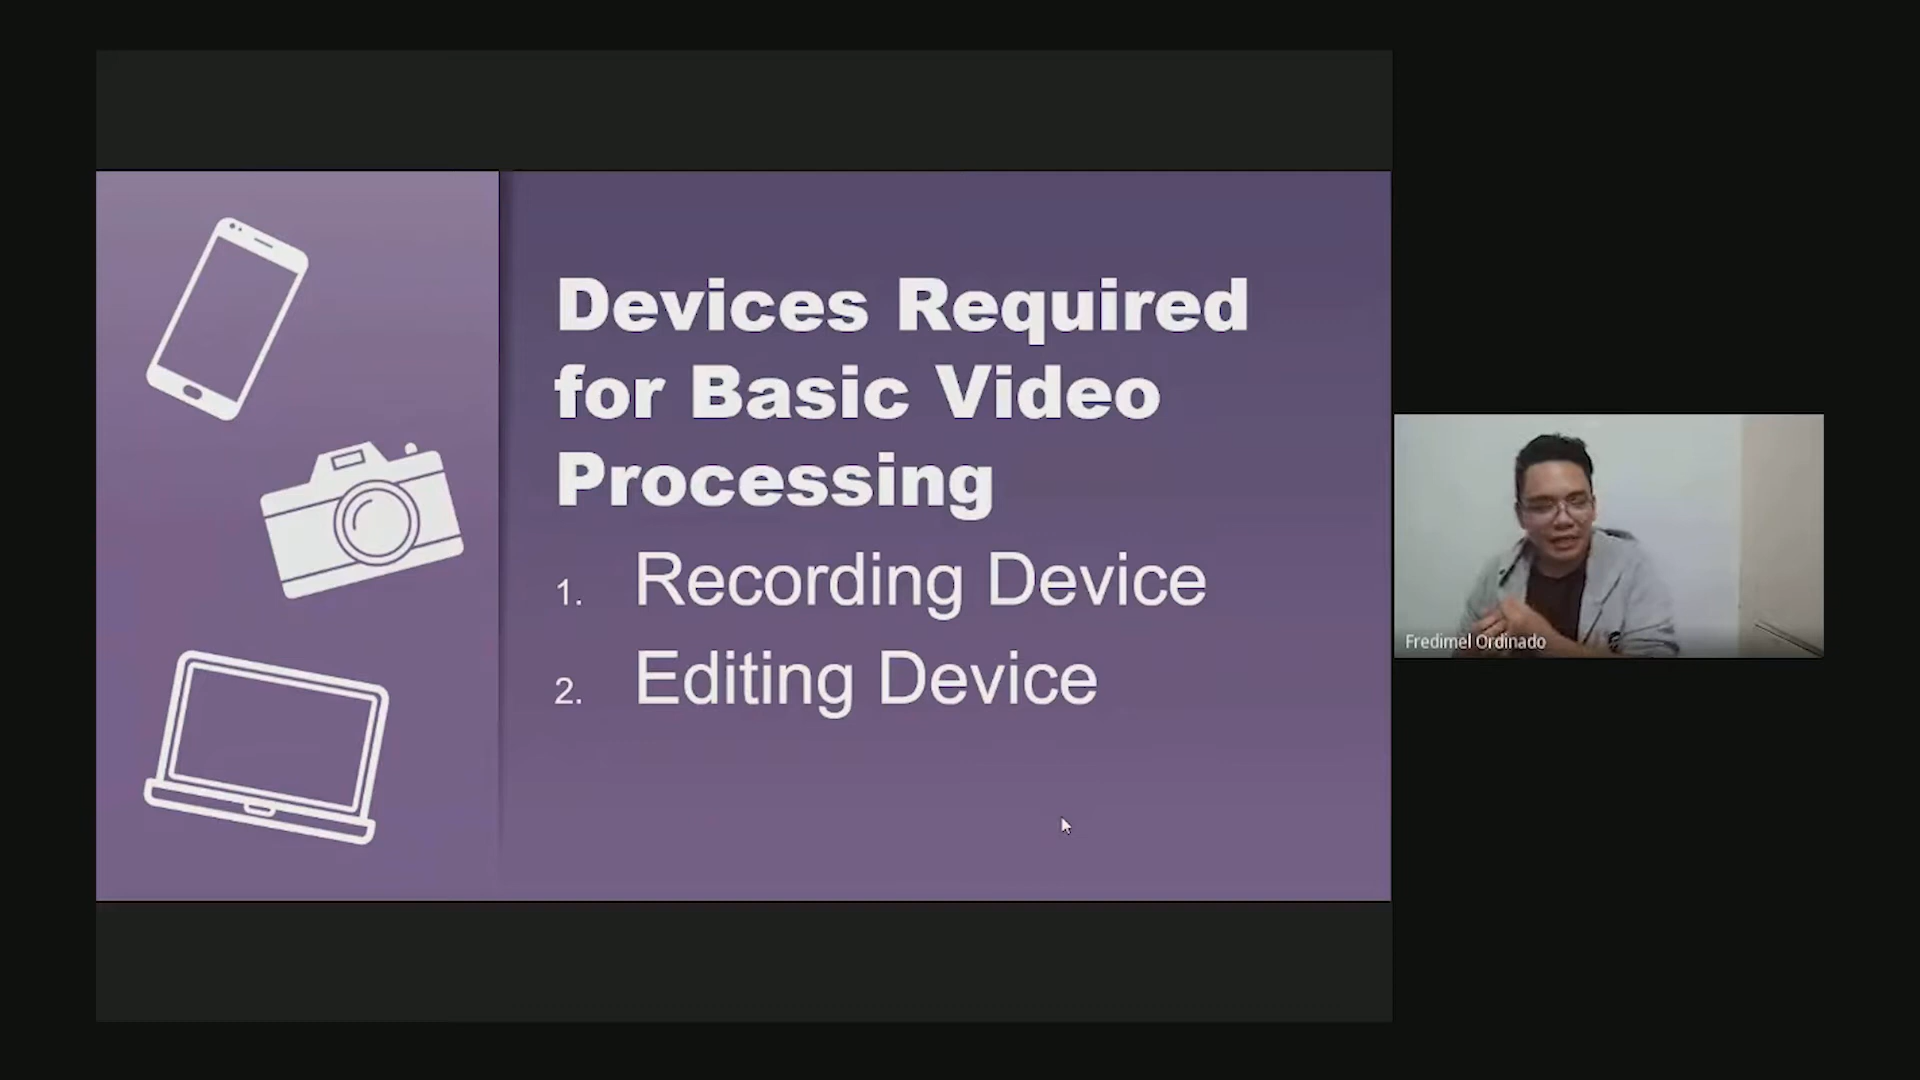 Devices Required
for Basic Video
Processing
1. Recording Device
2. Editing Device
Fredimel Ordinado